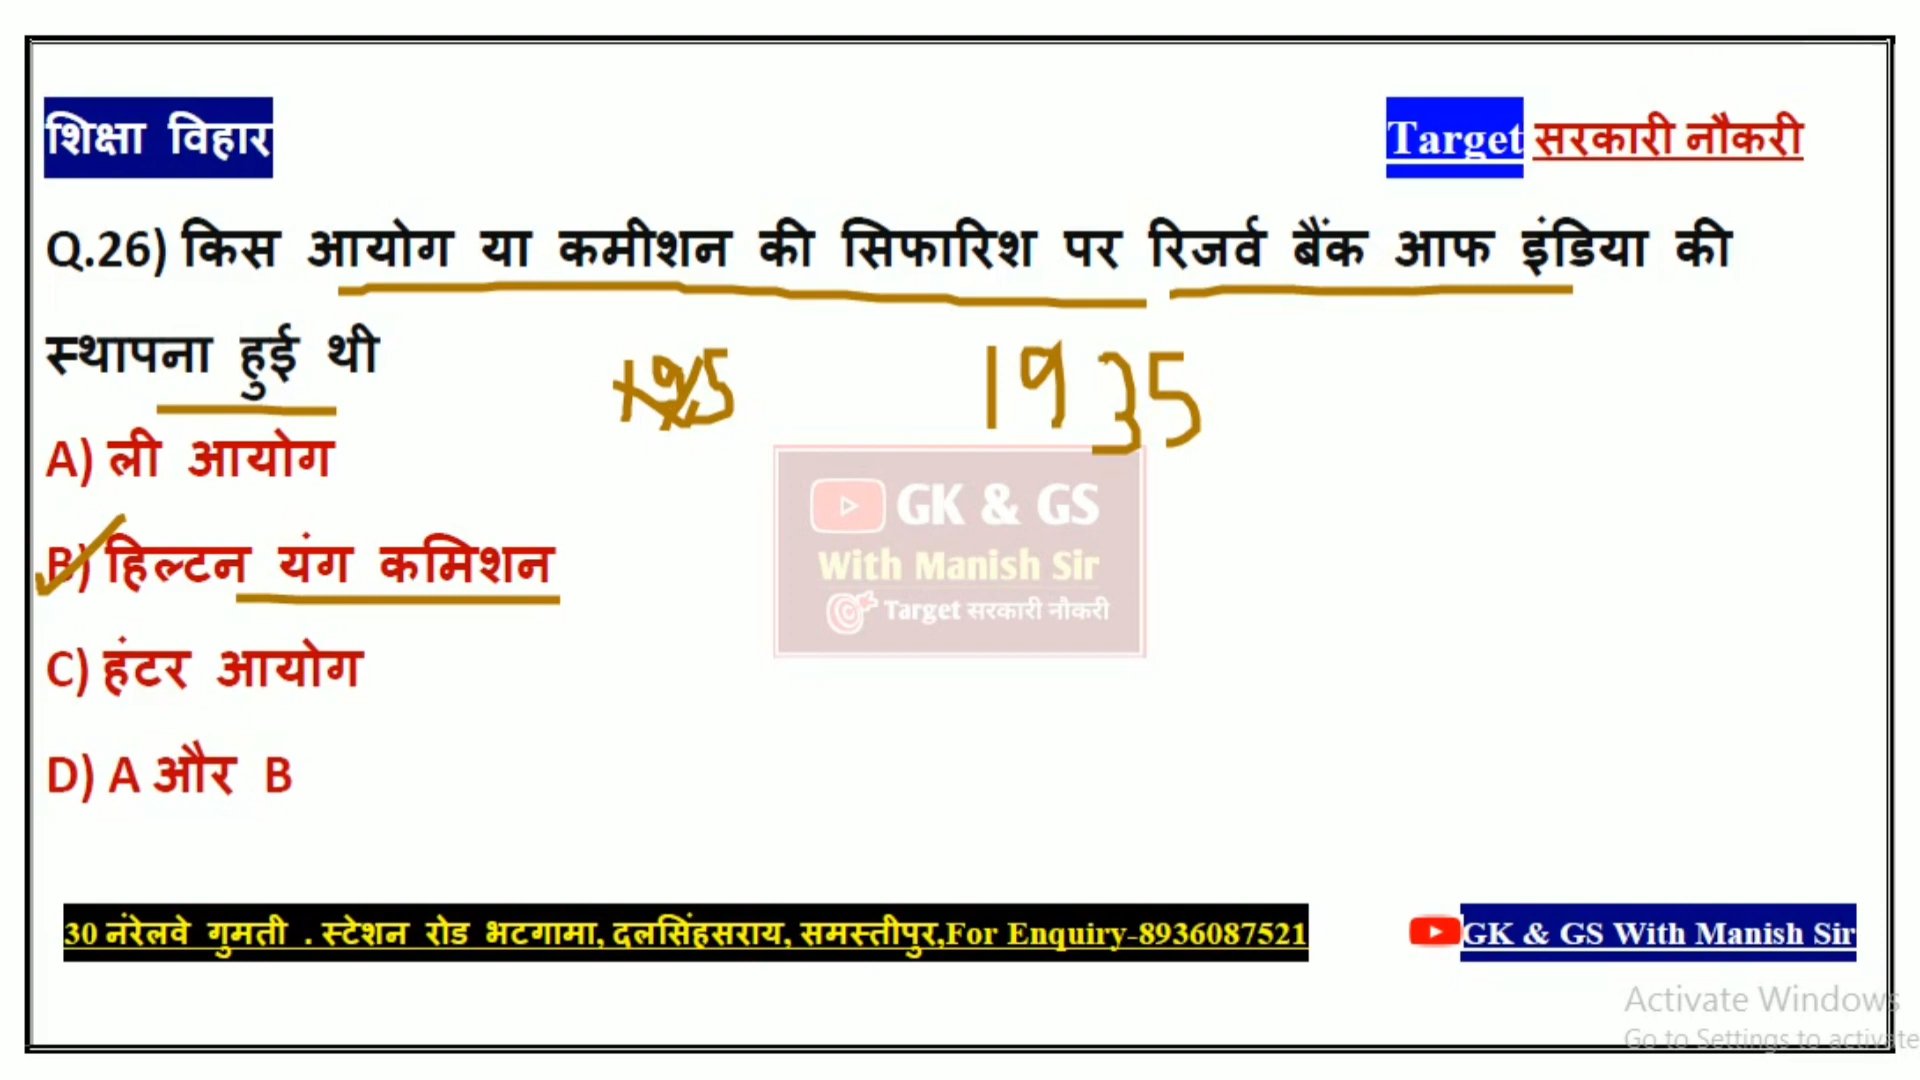 शिक्षा विहार
Target सरकारी नौकरी
Q.26) किस आयोग या कमीशन की सिफारिश पर रिजर्व बैंक आफ इंडिया की
स्थापना हुई थी
1935
A) ली आयोग
B) हिल्टन यंग कमिशन
C) हंटर आयोग
D) A और B
GK & GS
With Manish Sir
Target सरकारी नौकरी
30 नंरेलवे गुमती . स्टेशन रोड भटगामा, दलसिंहसराय, समस्तीपुर,For Enquiry-8936087521
GK & GS With Manish Sir
Activate Windows
Go to Settings to activate